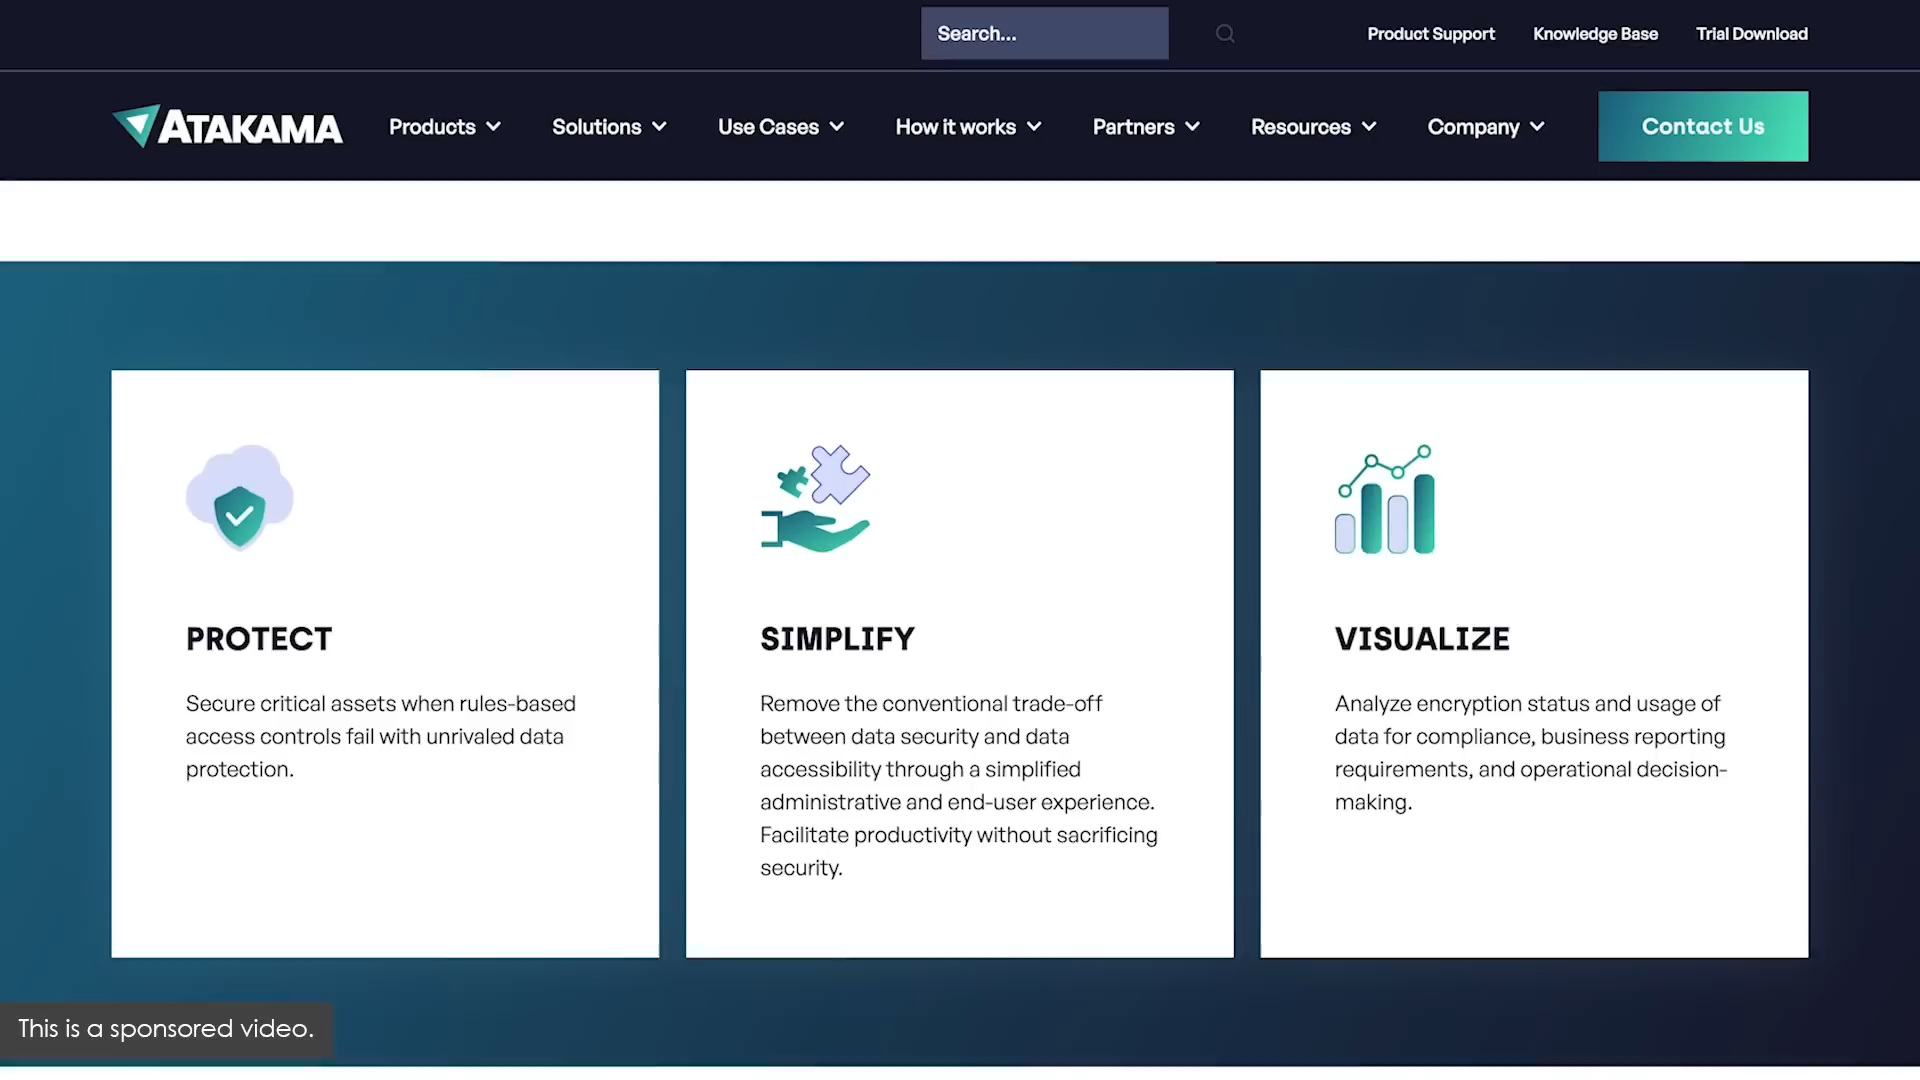 Search...
Product Support
Knowledge Base
Trial Download
ATAKAMA
Products
Solutions
Use Cases
How it works
Partners
Resources
Company
Contact Us
PROTECT
Secure critical assets when rules-based
access controls fail with unrivaled data
protection.
SIMPLIFY
Remove the conventional trade-off
between data security and data
accessibility through a simplified
administrative and end-user experience.
Facilitate productivity without sacrificing
security.
VISUALIZE
Analyze encryption status and usage of
data for compliance, business reporting
requirements, and operational decision-
making.
This is a sponsored video.